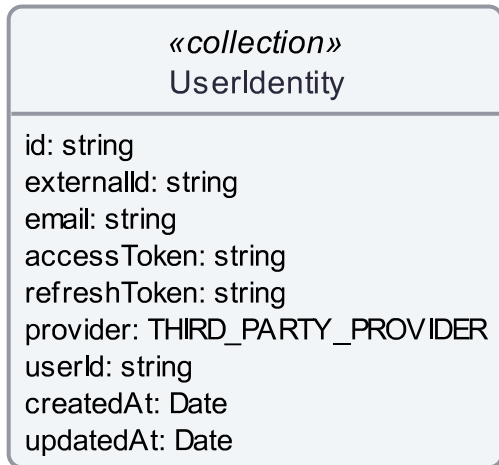 «collection»
UserIdentity
id: string
externalId: string
email: string
accessToken: string
refreshToken: string
provider: THIRD_PARTY_PROVIDER
userId: string
createdAt: Date
updatedAt: Date